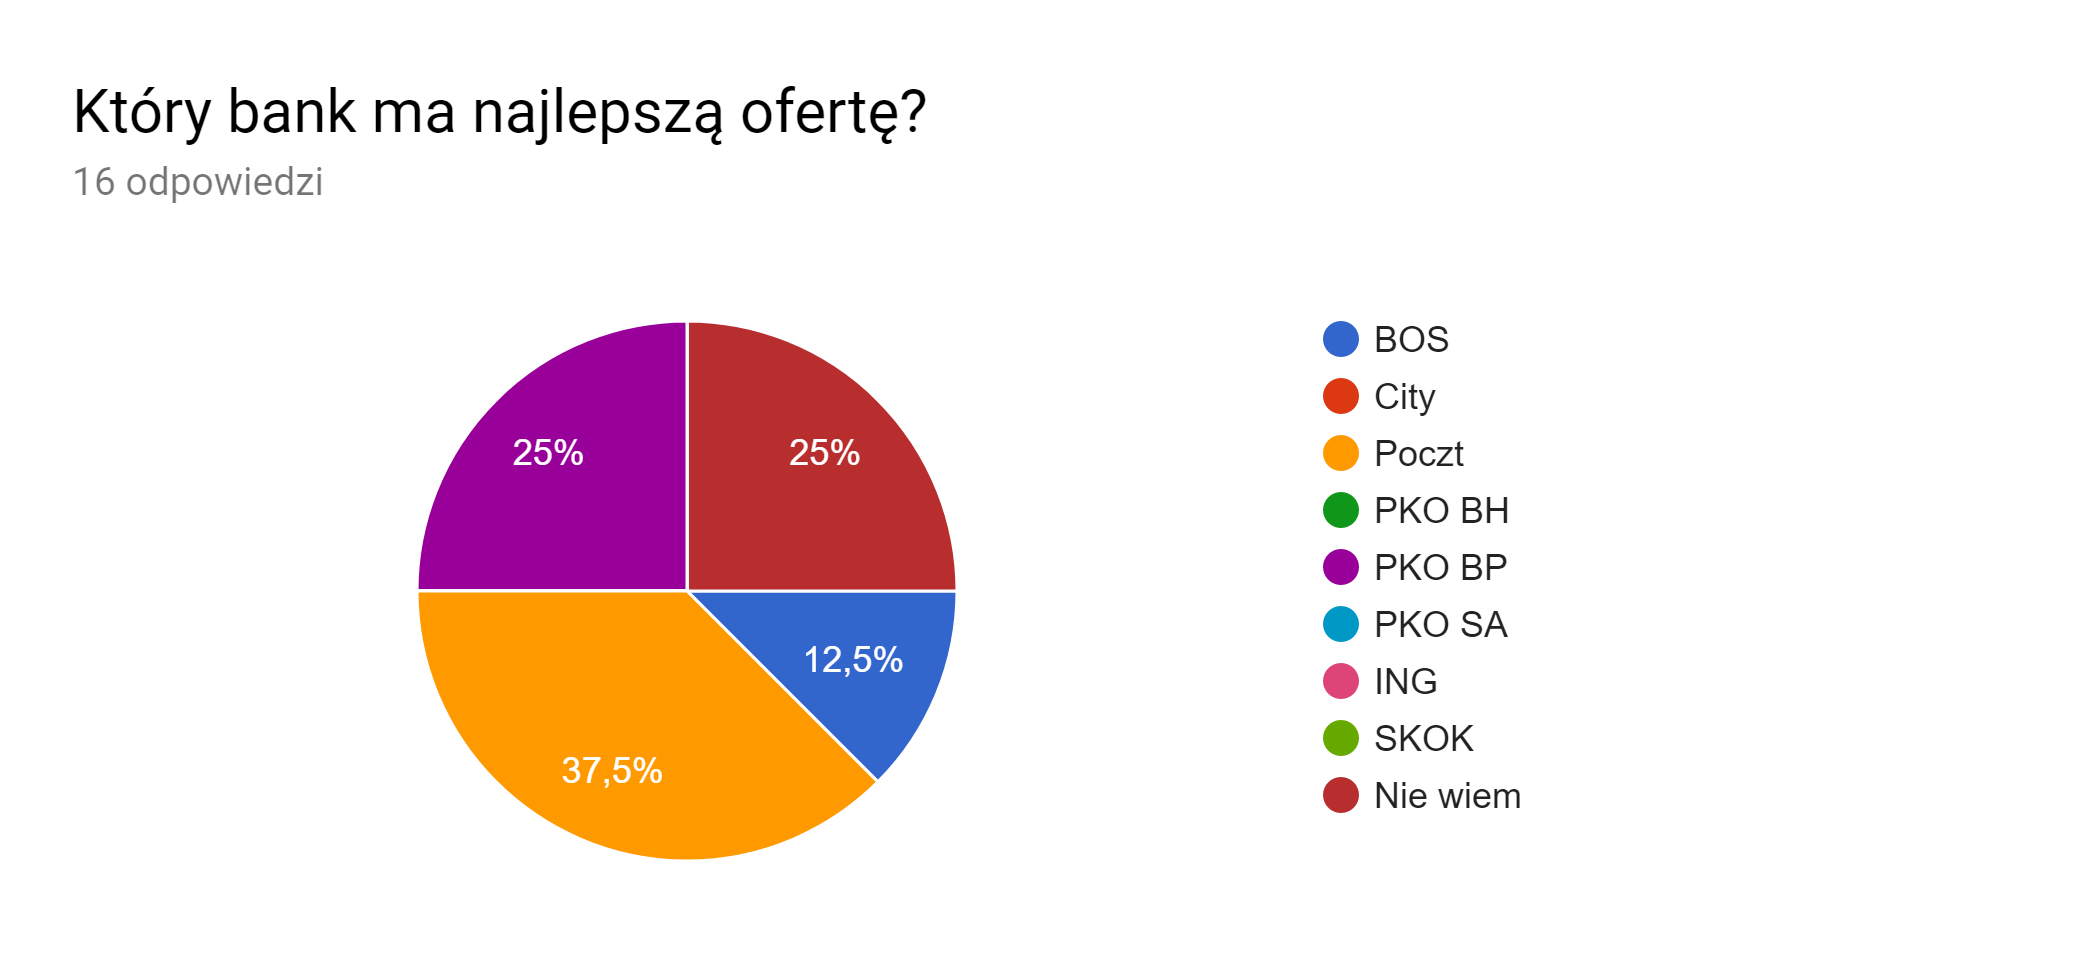 Który bank ma najlepszą ofertę?
16 odpowiedzi
25%
25%
12,5%
37,5%
BOS
City
Poczt
PKO BH
PKO BP
PKO SA
ING
SKOK
Nie wiem